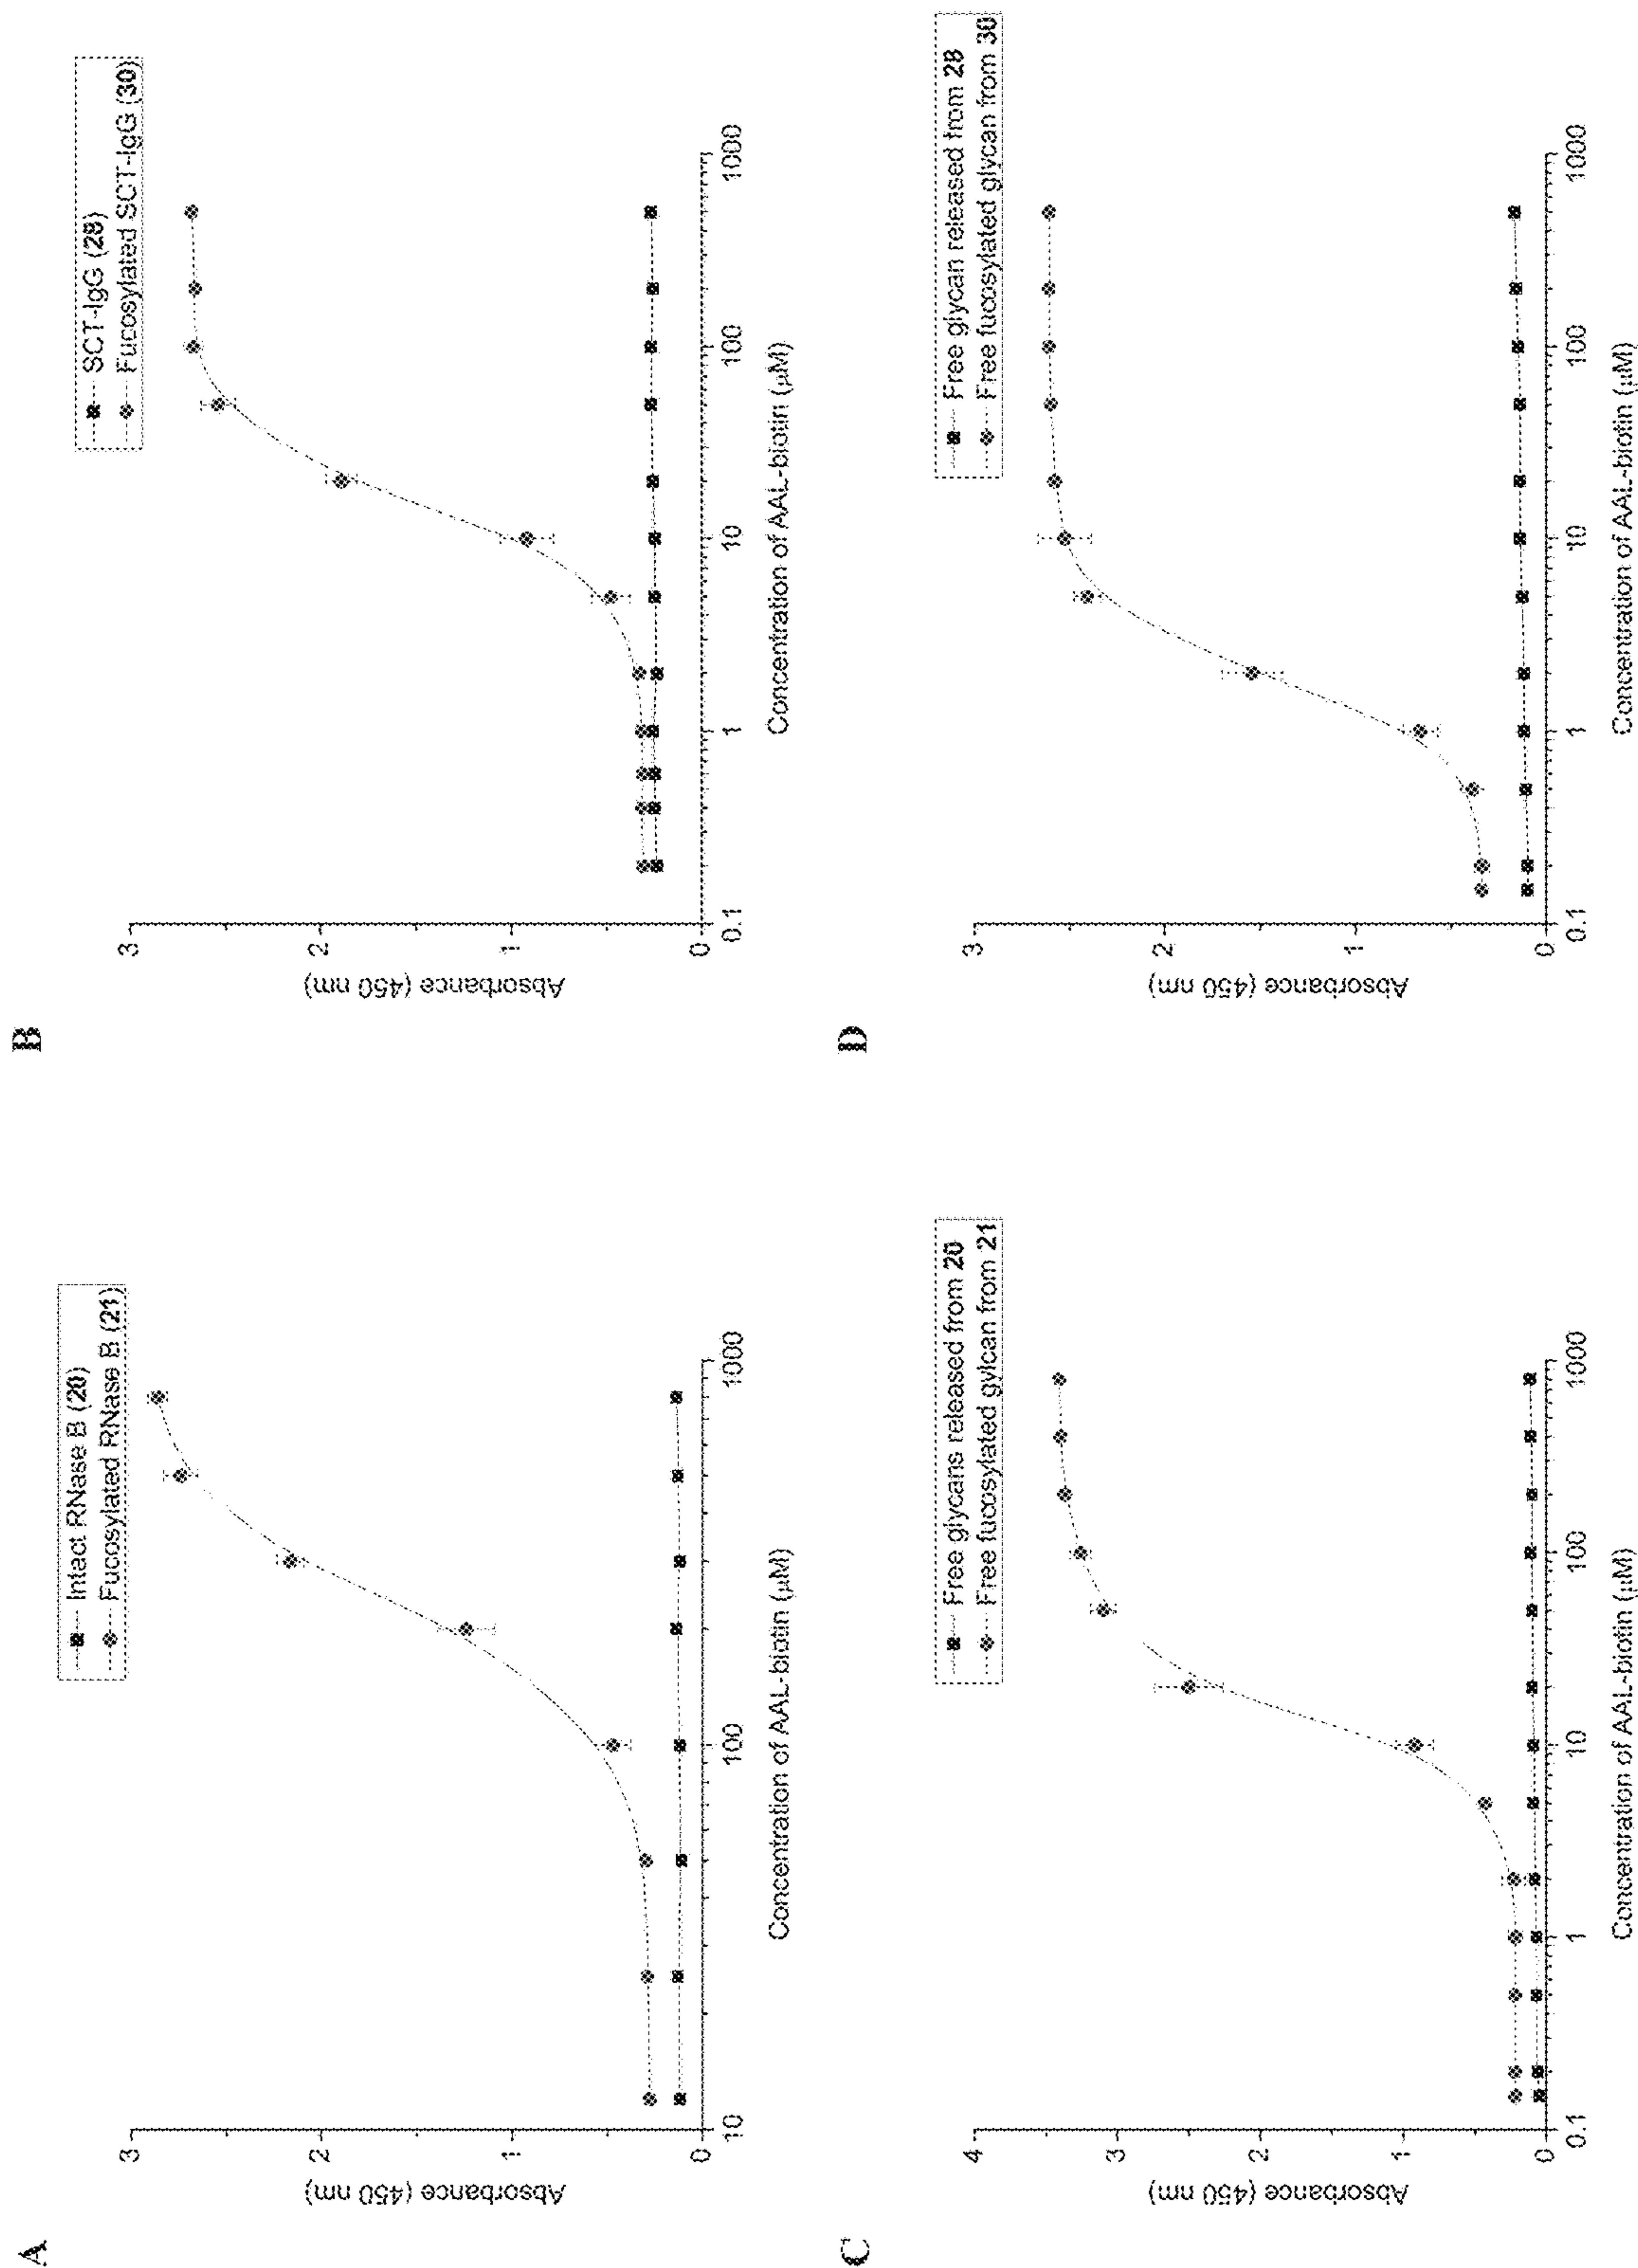 A
Intact RNase B (20)
Fucosylated RNase B (21)
Absorbance (450 nm)
3
2
1
0
10
100
1000
Concentration of AAL-biotin (μM)
B
SCT-IgG (28)
Fucosylated SCT-IgG (30)
Absorbance (450 nm)
3
2
1
0
0.1
1
10
100
1000
Concentration of AAL-biotin (μM)
C
Free glycans released from 20
Free fucosylated gylcan from 21
Absorbance (450 nm)
4
3
2
1
0
0.1
1
10
100
1000
Concentration of AAL-biotin (μM)
D
Free glycan released from 28
Free fucosylated glycan from 30
Absorbance (450 nm)
3
2
1
0
0.1
1
10
100
1000
Concentration of AAL-biotin (μM)